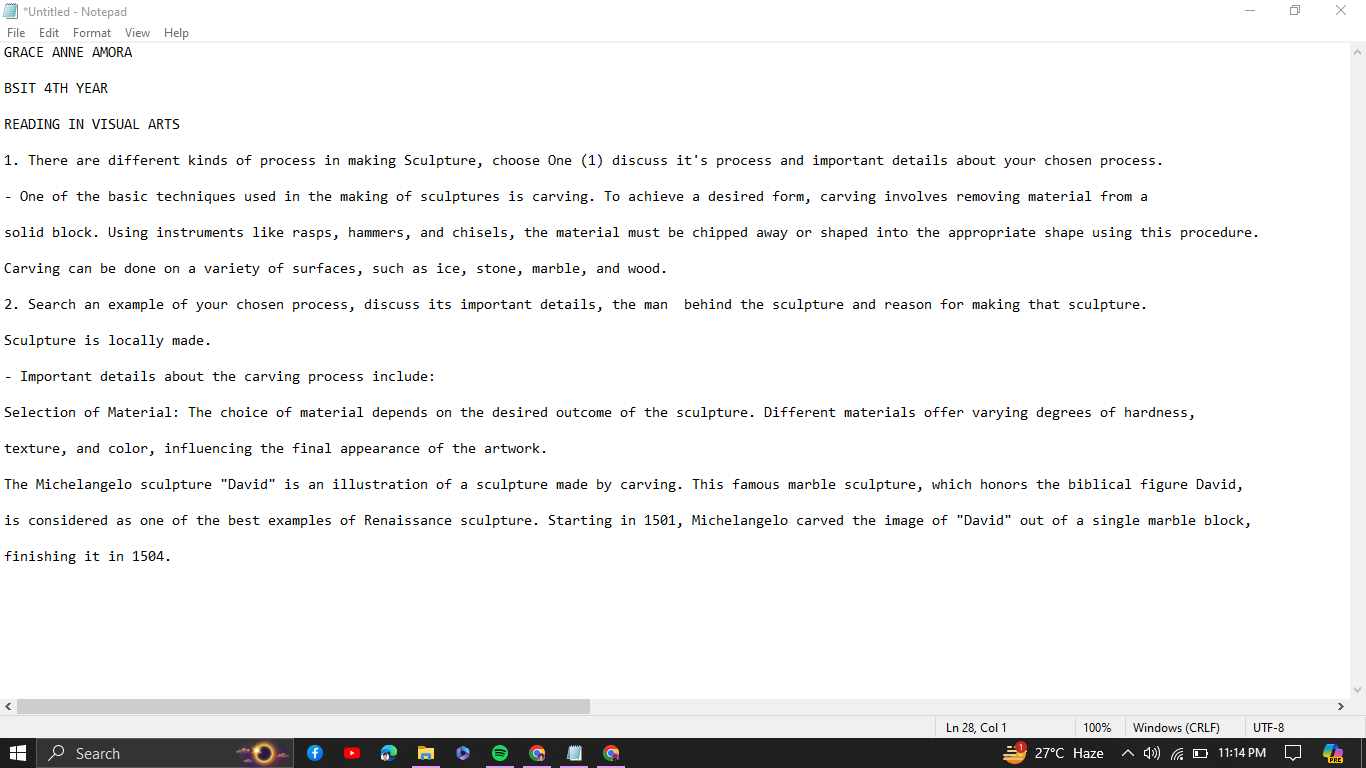 *Untitled - Notepad
File Edit Format View Help
GRACE ANNE AMORA
BSIT 4TH YEAR
READING IN VISUAL ARTS
1. There are different kinds of process in making Sculpture, choose One (1) discuss it's process and important details about your chosen process.
- One of the basic techniques used in the making of sculptures is carving. To achieve a desired form, carving involves removing material from a
solid block. Using instruments like rasps, hammers, and chisels, the material must be chipped away or shaped into the appropriate shape using this procedure.
Carving can be done on a variety of surfaces, such as ice, stone, marble, and wood.
2. Search an example of your chosen process, discuss its important details, the man  behind the sculpture and reason for making that sculpture.
Sculpture is locally made.
- Important details about the carving process include:
Selection of Material: The choice of material depends on the desired outcome of the sculpture. Different materials offer varying degrees of hardness,
texture, and color, influencing the final appearance of the artwork.
The Michelangelo sculpture "David" is an illustration of a sculpture made by carving. This famous marble sculpture, which honors the biblical figure David,
is considered as one of the best examples of Renaissance sculpture. Starting in 1501, Michelangelo carved the image of "David" out of a single marble block,
finishing it in 1504.
Ln 28, Col 1 100% Windows (CRLF) UTF-8
Search 1 27°C Haze 11:14 PM PRE